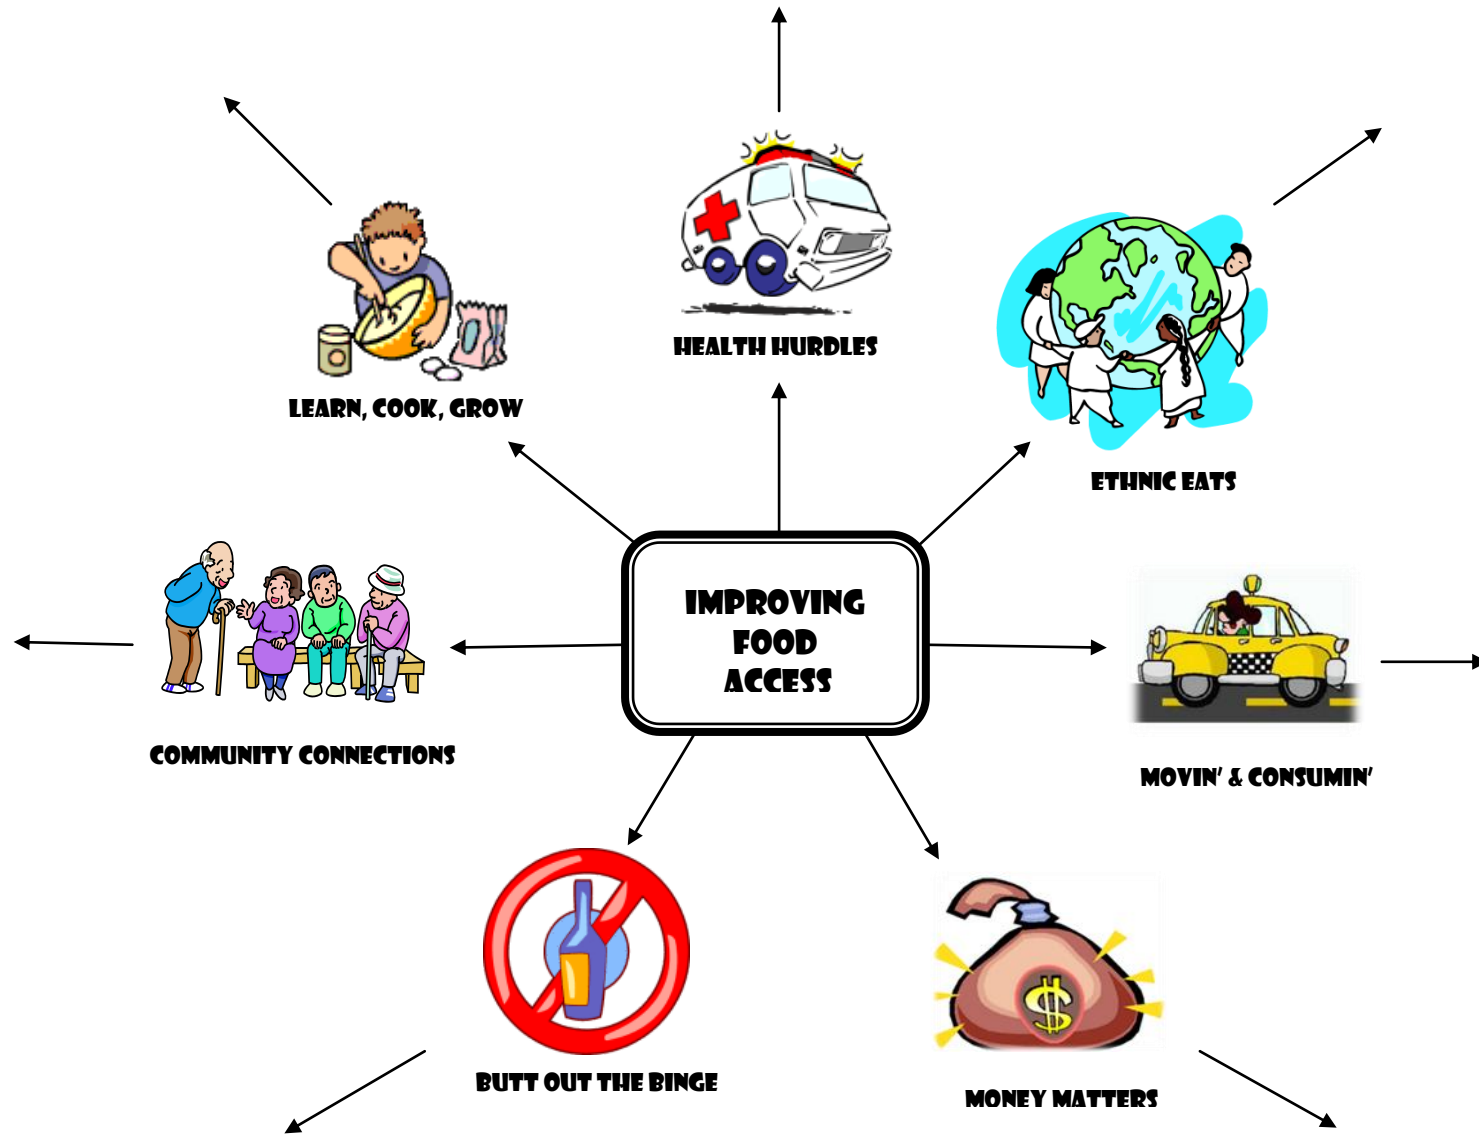 HEALTH HURDLES
LEARN, COOK, GROW
ETHNIC EATS
IMPROVING
FOOD
ACCESS
COMMUNITY CONNECTIONS
MOVIN' & CONSUMIN'
BUTT OUT THE BINGE
MONEY MATTERS
$